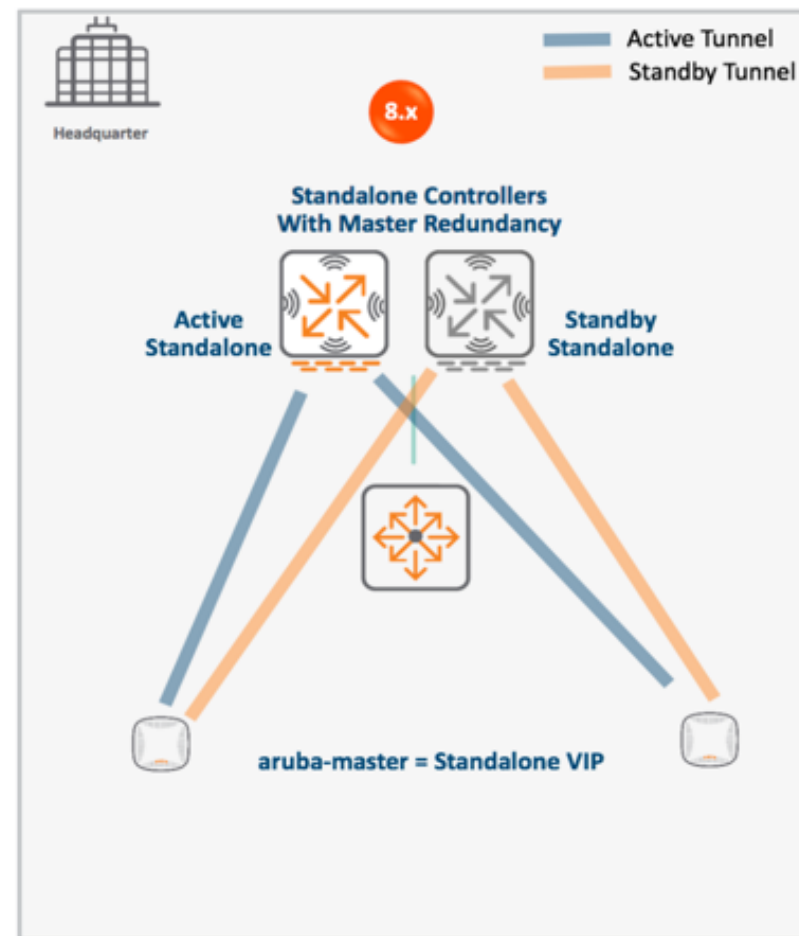 Active Tunnel
Standby Tunnel
Headquarter
8.x
Standalone Controllers
With Master Redundancy
Active
Standalone
Standby
Standalone
aruba-master = Standalone VIP